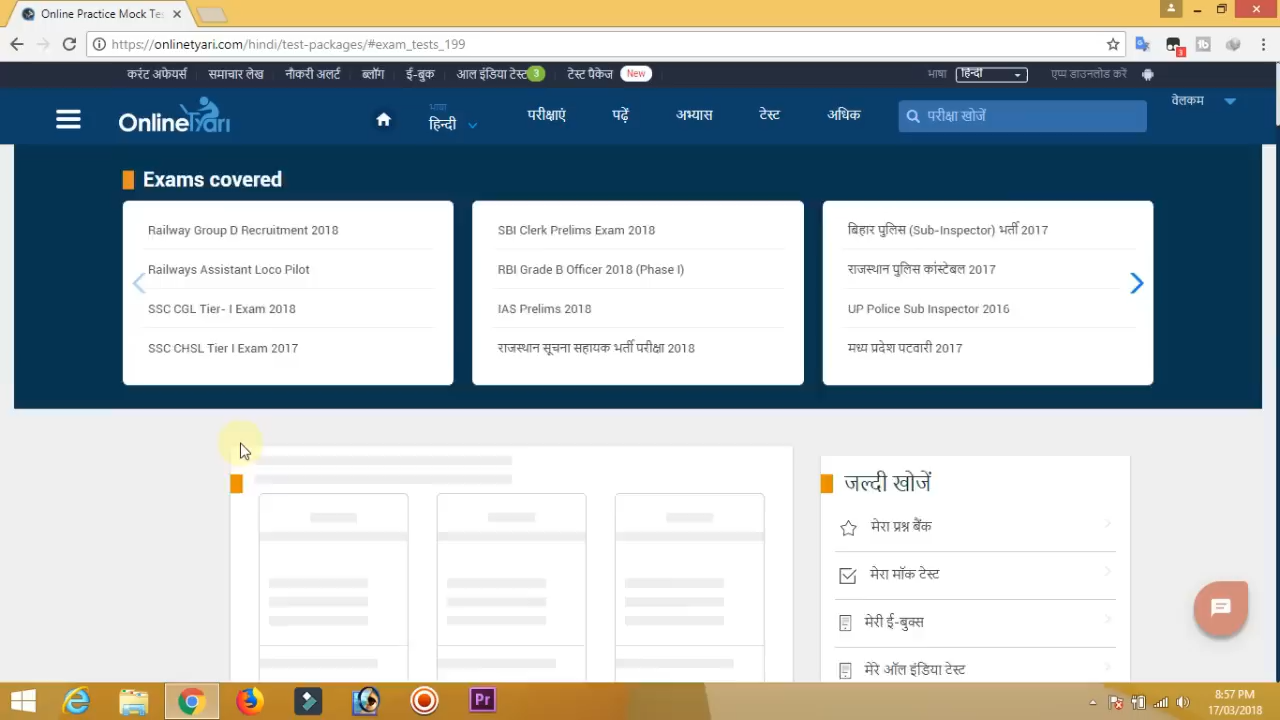 Online Practice Mock Te
https://onlinetyari.com/hindi/test-packages/#exam_tests_199
3
करंट अफेयर्स समाचार लेख नौकरी अलर्ट ब्लॉग ई-बुक आल इंडिया टेस्ट 3 टेस्ट पैकेज New भाषा हिन्दी एप्प डाउनलोड करें
OnlineTyari
भाषा
हिन्दी
परीक्षाएं पढ़ें अभ्यास टेस्ट अधिक परीक्षा खोजें वेलकम
Exams covered
Railway Group D Recruitment 2018
Railways Assistant Loco Pilot
SSC CGL Tier- I Exam 2018
SSC CHSL Tier I Exam 2017
SBI Clerk Prelims Exam 2018
RBI Grade B Officer 2018 (Phase I)
IAS Prelims 2018
राजस्थान सूचना सहायक भर्ती परीक्षा 2018
बिहार पुलिस (Sub-Inspector) भर्ती 2017
राजस्थान पुलिस कांस्टेबल 2017
UP Police Sub Inspector 2016
मध्य प्रदेश पटवारी 2017
जल्दी खोजें
मेरा प्रश्न बैंक
मेरा मॉक टेस्ट
मेरी ई-बुक्स
मेरे ऑल इंडिया टेस्ट
Pr
8:57 PM
17/03/2018